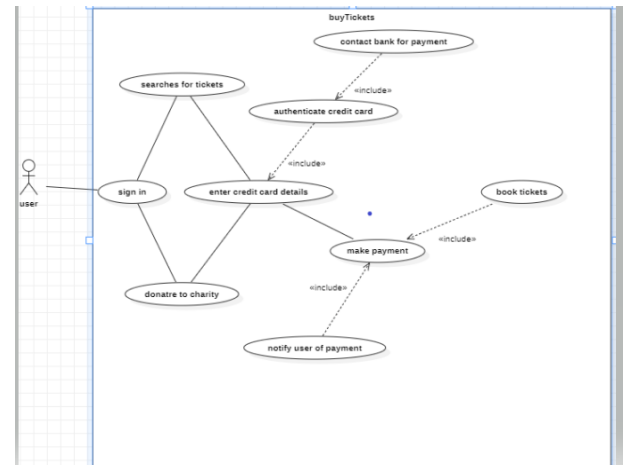 buyTickets
contact bank for payment
searches for tickets
«include»
authenticate credit card
«include»
sign in
enter credit card details
book tickets
user
«include»
make payment
«include»
donatre to charity
notify user of payment